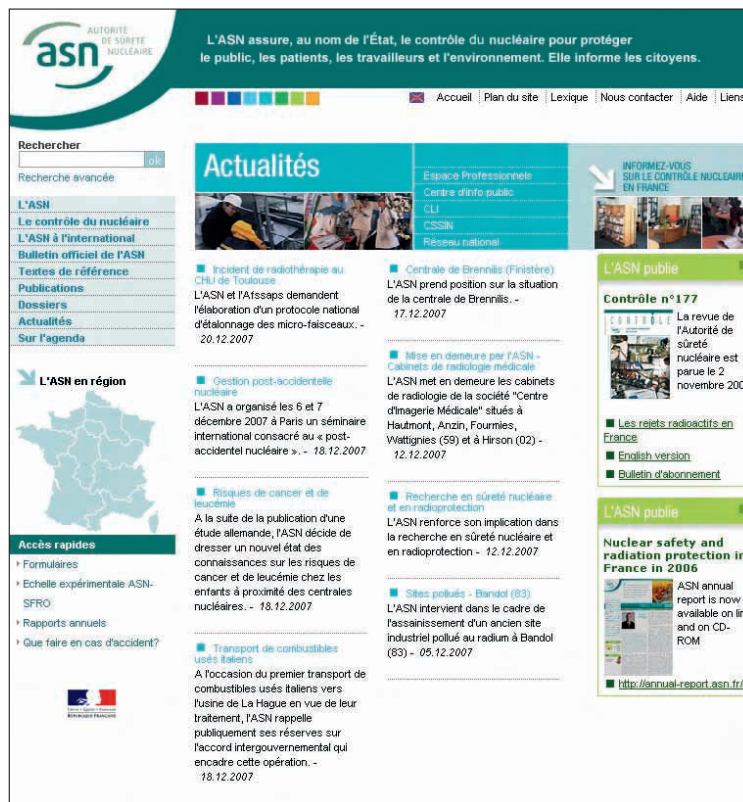 AUTORITÉ
DE SÛRETÉ
NUCLÉAIRE
asn
L'ASN assure, au nom de l'État, le contrôle du nucléaire pour protéger
le public, les patients, les travailleurs et l'environnement. Elle informe les citoyens.
Accueil Plan du site Lexique Nous contacter Aide Liens
Rechercher
ok
Recherche avancée
L'ASN
Le contrôle du nucléaire
L'ASN à l'international
Bulletin officiel de l'ASN
Textes de référence
Publications
Dossiers
Actualités
Sur l'agenda
L'ASN en région
Accès rapides
Formulaires
Echelle expérimentale ASN-
SFRO
Rapports annuels
Que faire en cas d'accident?
RÉPUBLIQUE FRANÇAISE
Actualités
Espace Professionnels
Centre d'info public
CLI
CSSIN
Réseau national
INFORMEZ-VOUS
SUR LE CONTRÔLE NUCLEAIRE
EN FRANCE
Incident de radiothérapie au
CHU de Toulouse
L'ASN et l'Afssaps demandent
l'élaboration d'un protocole national
d'étalonnage des micro-faisceaux. -
20.12.2007
Gestion post-accidentelle
nucléaire
L'ASN a organisé les 6 et 7
décembre 2007 à Paris un séminaire
international consacré au « post-
accidentel nucléaire ». - 18.12.2007
Risques de cancer et de
leucémie
A la suite de la publication d'une
étude allemande, l'ASN décide de
dresser un nouvel état des
connaissances sur les risques de
cancer et de leucémie chez les
enfants à proximité des centrales
nucléaires. - 18.12.2007
Transport de combustibles
usés italiens
A l'occasion du premier transport de
combustibles usés italiens vers
l'usine de La Hague en vue de leur
traitement, l'ASN rappelle
publiquement ses réserves sur
l'accord intergouvernemental qui
encadre cette opération. -
18.12.2007
Centrale de Brennilis (Finistère)
L'ASN prend position sur la situation
de la centrale de Brennilis. -
17.12.2007
Mise en demeure par l'ASN -
Cabinets de radiologie médicale
L'ASN met en demeure les cabinets
de radiologie de la société "Centre
d'Imagerie Médicale" situés à
Hautmont, Anzin, Fourmies,
Wattignies (59) et à Hirson (02) -
12.12.2007
Recherche en sûreté nucléaire
et en radioprotection
L'ASN renforce son implication dans
la recherche en sûreté nucléaire et
en radioprotection - 12.12.2007
Sites pollués - Bandol (83)
L'ASN intervient dans le cadre de
l'assainissement d'un ancien site
industriel pollué au radium à Bandol
(83) - 05.12.2007
L'ASN publie
Contrôle n°177
CONTRÔLE
La revue de
l'Autorité de
sûreté
nucléaire est
parue le 2
novembre 200
Les rejets radioactifs en
France
English version
Bulletin d'abonnement
L'ASN publie
Nuclear safety and
radiation protection in
France in 2006
ASN annual
report is now
available on lin
and on CD-
ROM
http://annual-report.asn.fr/